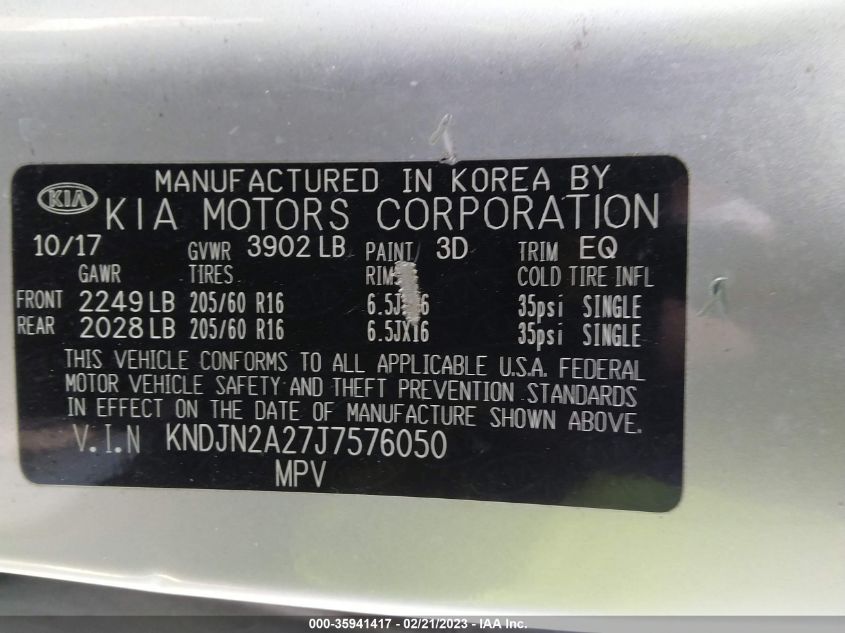 MANUFACTURED IN KOREA BY
KIA KIA MOTORS CORPORATION
10/17 GVWR 3902 LB PAINT 3D TRIM EQ
GAWR TIRES RIMS COLD TIRE INFL
FRONT 2249 LB 205/60 R16 35psi SINGLE
REAR 2028 LB 205/60 R16 6.5JX16 35psi SINGLE
THIS VEHICLE CONFORMS TO ALL APPLICABLE U.S.A. FEDERAL
MOTOR VEHICLE SAFETY AND THEFT PREVENTION STANDARDS
IN EFFECT ON THE DATE OF MANUFACTURE SHOWN ABOVE.
V.I.N KNDJN2A27J7576050
MPV
000-35941417 - 02/21/2023 - IAA Inc.